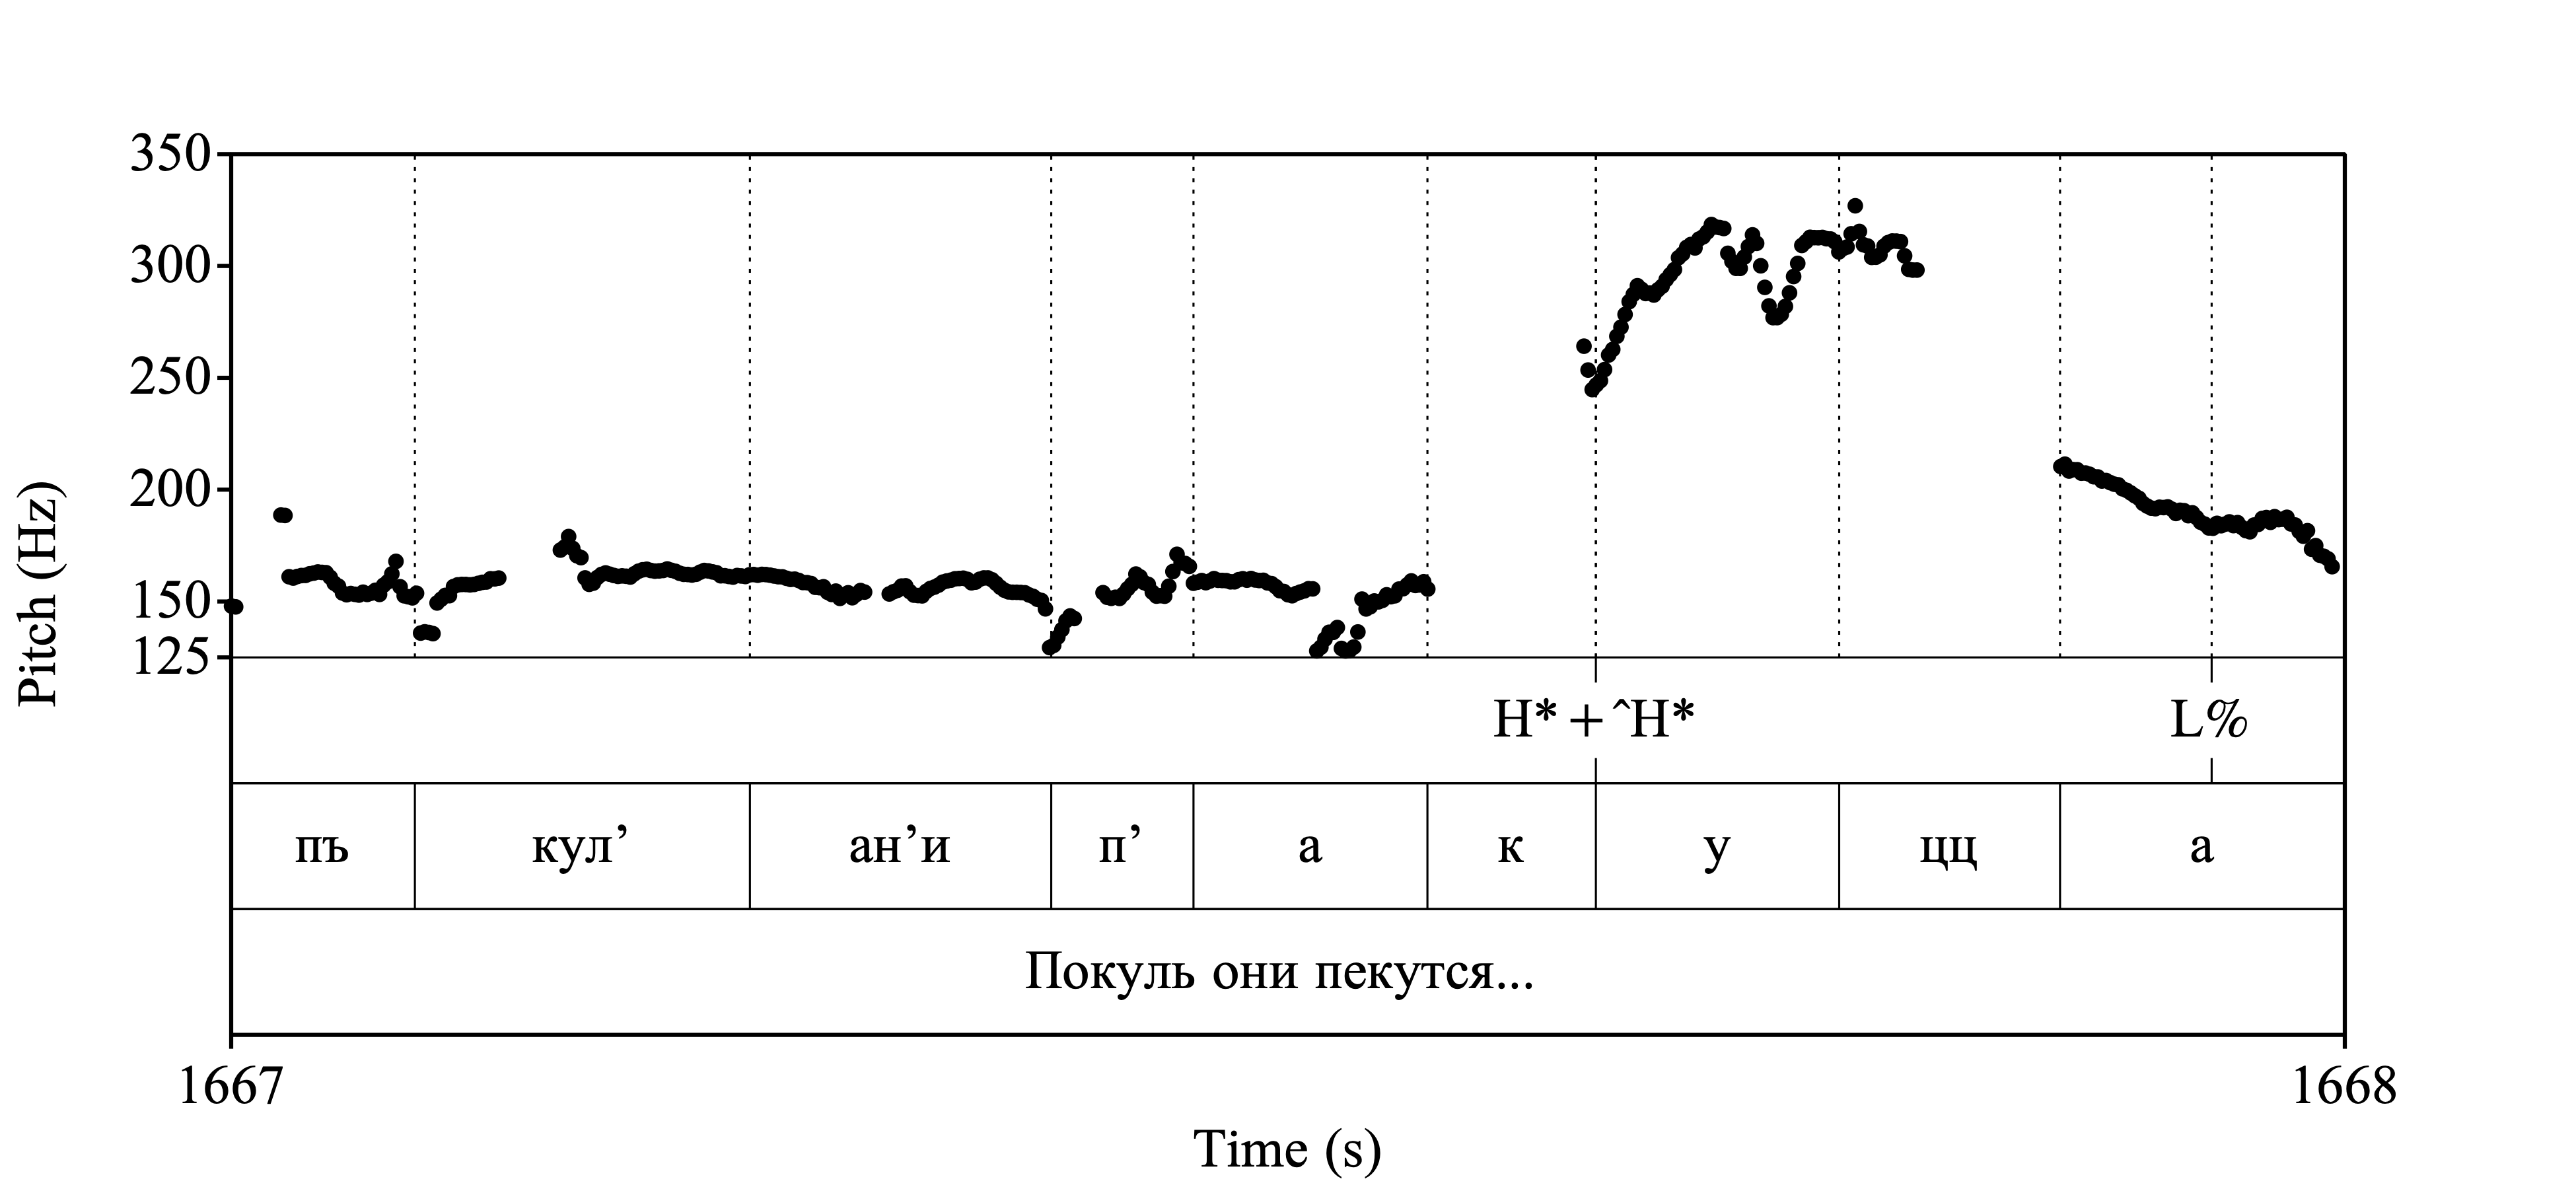 350
300
250
200
150
125
Pitch (Hz)
H* + ˆH* L%
пъ кул’ ан’и п’ а к у цц а
Покуль они пекутся...
1667 1668
Time (s)